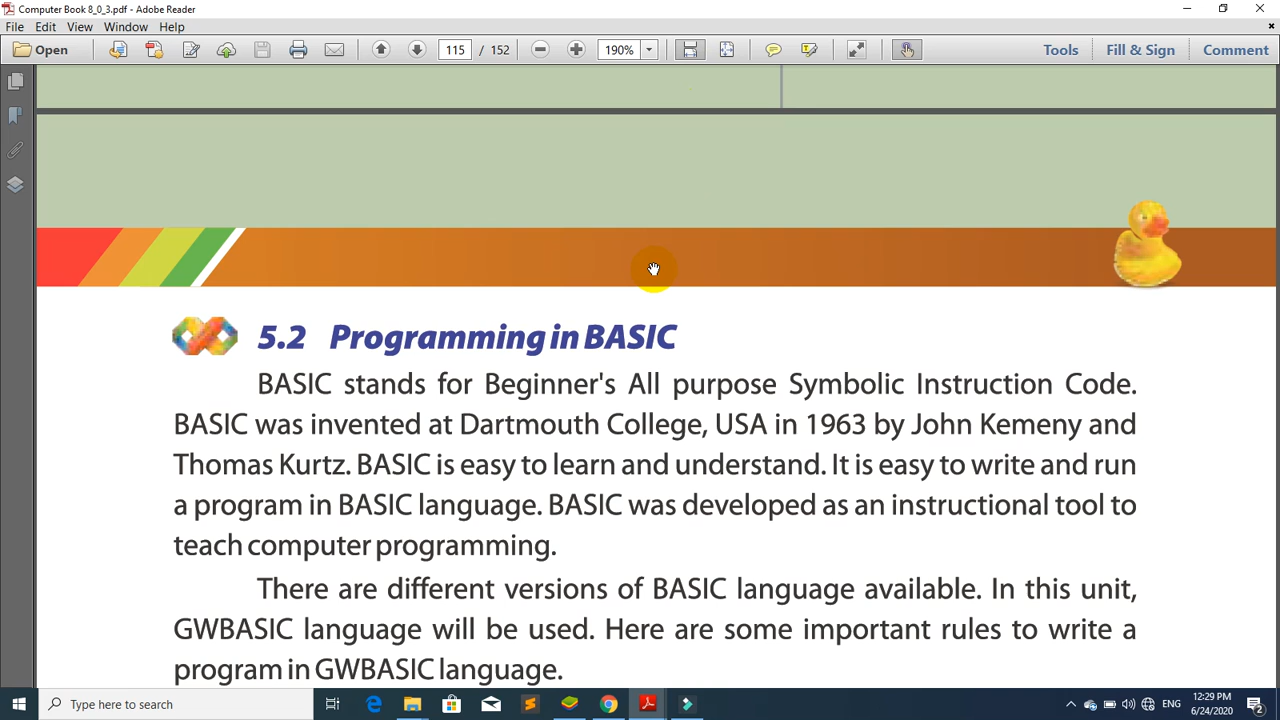 Computer Book 8_0_3.pdf - Adobe Reader
File Edit View Window Help
Open 115 / 152 190% Tools Fill & Sign Comment
5.2 Programming in BASIC
BASIC stands for Beginner's All purpose Symbolic Instruction Code.
BASIC was invented at Dartmouth College, USA in 1963 by John Kemeny and
Thomas Kurtz. BASIC is easy to learn and understand. It is easy to write and run
a program in BASIC language. BASIC was developed as an instructional tool to
teach computer programming.
There are different versions of BASIC language available. In this unit,
GWBASIC language will be used. Here are some important rules to write a
program in GWBASIC language.
Type here to search
ENG
12:29 PM
6/24/2020
2